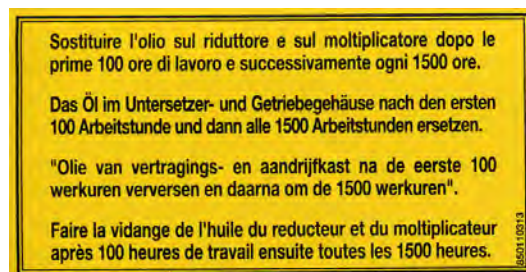 Sostituire l'olio sul riduttore e sul moltiplicatore dopo le
prime 100 ore di lavoro e successivamente ogni 1500 ore.
Das Öl im Untersetzer- und Getriebegehäuse nach den ersten
100 Arbeitstunde und dann alle 1500 Arbeitstunden ersetzen.
"Olie van vertragings- en aandrijfkast na de eerste 100
werkuren verversen en daarna om de 1500 werkuren".
Faire la vidange de l'huile du reducteur et du moltiplicateur
après 100 heures de travail ensuite toutes les 1500 heures.